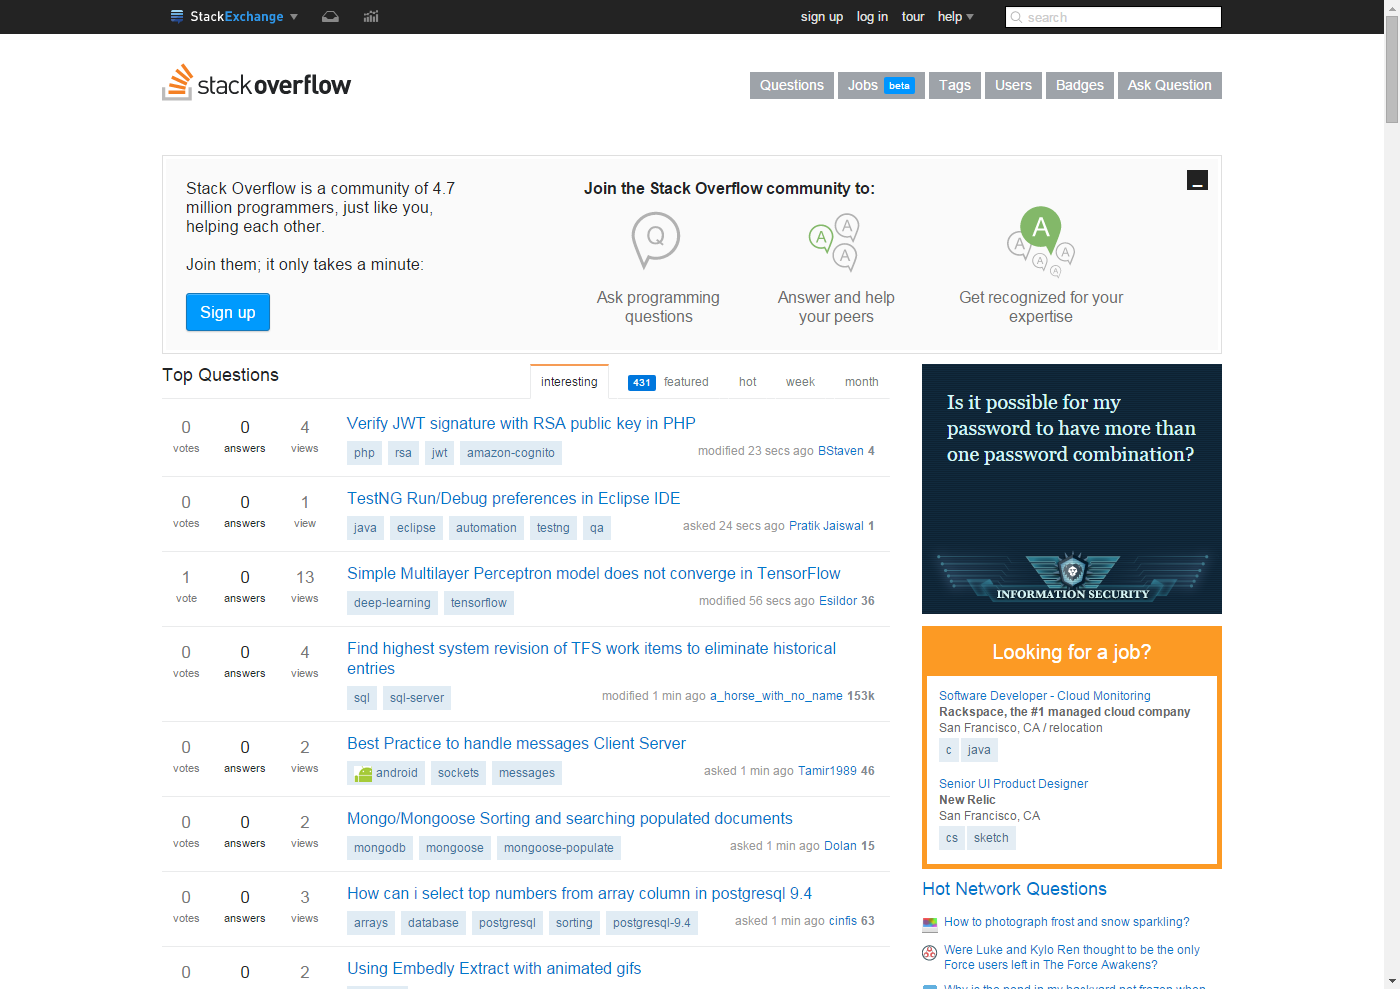 StackExchange
sign up log in tour help
search
stackoverflow
Questions Jobs beta Tags Users Badges Ask Question
Stack Overflow is a community of 4.7
million programmers, just like you,
helping each other.
Join them; it only takes a minute:
Sign up
Join the Stack Overflow community to:
Q
A
A
A
A
A
A
A
A
Ask programming
questions
Answer and help
your peers
Get recognized for your
expertise
Top Questions
interesting 431 featured hot week month
0 0 4
votes answers views
Verify JWT signature with RSA public key in PHP
php rsa jwt amazon-cognito
modified 23 secs ago BStaven 4
0 0 1
votes answers view
TestNG Run/Debug preferences in Eclipse IDE
java eclipse automation testng qa
asked 24 secs ago Pratik Jaiswal 1
1 0 13
vote answers views
Simple Multilayer Perceptron model does not converge in TensorFlow
deep-learning tensorflow
modified 56 secs ago Esildor 36
0 0 4
votes answers views
Find highest system revision of TFS work items to eliminate historical
entries
sql sql-server
modified 1 min ago a_horse_with_no_name 153k
0 0 2
votes answers views
Best Practice to handle messages Client Server
android sockets messages
asked 1 min ago Tamir1989 46
0 0 2
votes answers views
Mongo/Mongoose Sorting and searching populated documents
mongodb mongoose mongoose-populate
asked 1 min ago Dolan 15
0 0 3
votes answers views
How can i select top numbers from array column in postgresql 9.4
arrays database postgresql sorting postgresql-9.4
asked 1 min ago cinfis 63
0 0 2
Using Embedly Extract with animated gifs
Is it possible for my
password to have more than
one password combination?
INFORMATION SECURITY
Looking for a job?
Software Developer - Cloud Monitoring
Rackspace, the #1 managed cloud company
San Francisco, CA / relocation
c java
Senior UI Product Designer
New Relic
San Francisco, CA
cs sketch
Hot Network Questions
How to photograph frost and snow sparkling?
Were Luke and Kylo Ren thought to be the only
Force users left in The Force Awakens?
Why is the pond in my backyard not frozen when